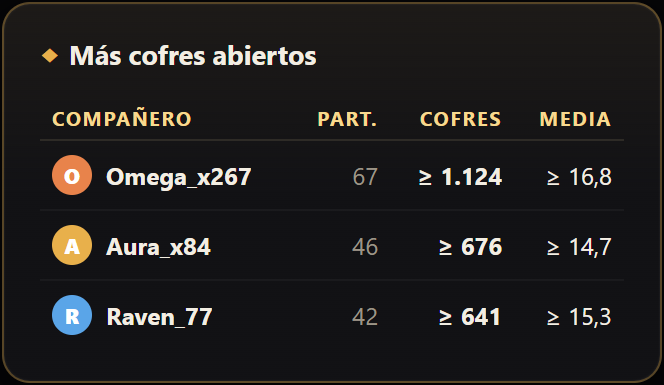 Más cofres abiertos
COMPAÑERO PART. COFRES MEDIA
O Omega_x267 67 ≥ 1.124 ≥ 16,8
A Aura_x84 46 ≥ 676 ≥ 14,7
R Raven_77 42 ≥ 641 ≥ 15,3